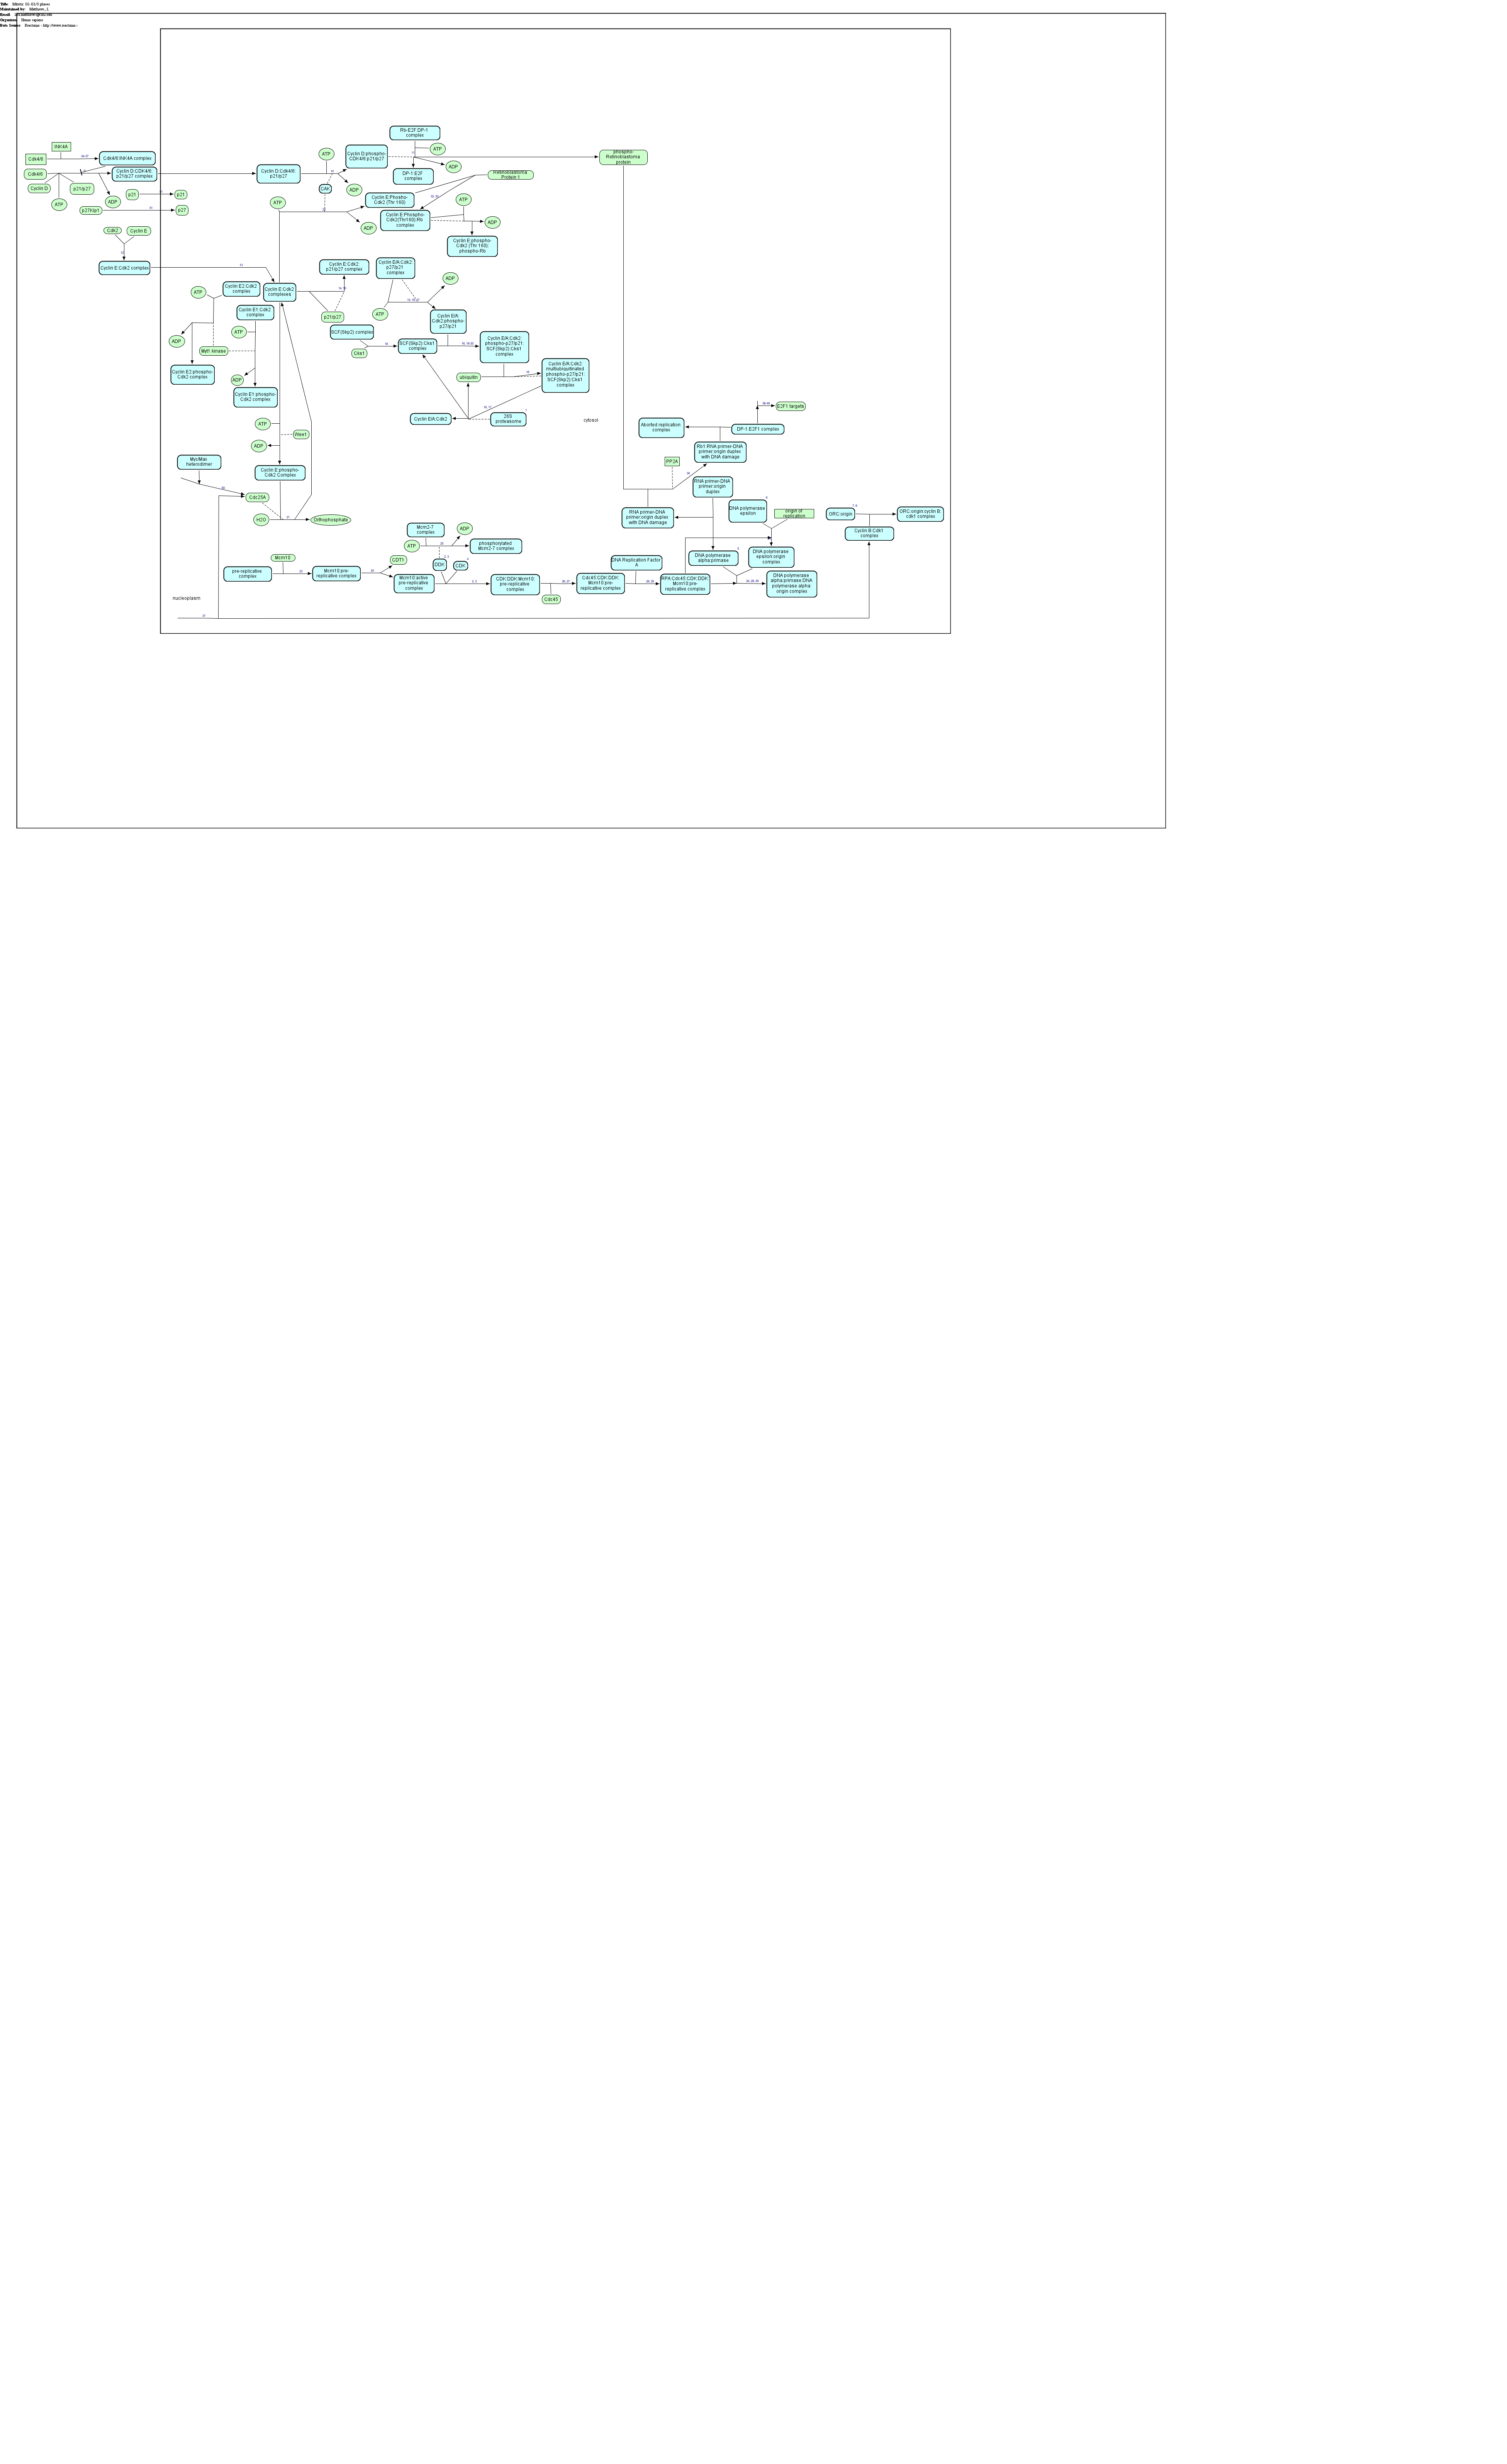 Maintained by: Matthews , L
Organism: Homo sapiens
Rb-E2F:DP-1
complex
ATP
phospho-
Retinoblastoma
protein
INK4A
Cdk4/6
Cdk4/6:INK4A complex
Cyclin D:phospho-
CDK4/6:p21/p27
ADP
ATP
Cdk4/6
Cyclin D:CDK4/6:
p21/p27 complex
Cyclin D:Cdk4/6:
p21/p27
DP-1:E2F
complex
Retinoblastoma
Protein 1
Cyclin D
p21/p27
ATP
ADP
p21
p21
CAK
ADP
Cyclin E:Phospho-
Cdk2 (Thr 160)
ATP
p27/Kip1
p27
ATP
Cyclin E:Phospho-
Cdk2(Thr160):Rb
complex
ADP
ADP
Cdk2
Cyclin E
Cyclin E:phospho-
Cdk2 (Thr 160):
phospho-Rb
Cyclin E:Cdk2 complex
Cyclin E:Cdk2:
p21/p27 complex
Cyclin E/A:Cdk2:
p27/p21
complex
ADP
ATP
Cyclin E2:Cdk2
complex
Cyclin E:Cdk2
complexes
Cyclin E1:Cdk2
complex
p21/p27
ATP
Cyclin E/A:
Cdk2:phospho-
p27/p21
ATP
SCF(Skp2) complex
ADP
SCF(Skp2):Cks1
complex
Cyclin E/A:Cdk2:
phospho-p27/p21:
SCF(Skp2):Cks1
complex
Myt1 kinase
Cks1
Cyclin E2:phospho-
Cdk2 complex
ADP
ubiquitin
Cyclin E/A:Cdk2:
multiubiquitinated
phospho-p27/p21:
SCF(Skp2):Cks1
complex
Cyclin E1:phospho-
Cdk2 complex
E2F1 targets
Cyclin E/A:Cdk2
26S
proteasome
cytosol
ATP
Wee1
ADP
Aborted replication
complex
DP-1:E2F1 complex
Rb1:RNA primer-DNA
primer:origin duplex
with DNA damage
Myc/Max
heterodimer
PP2A
Cyclin E:phospho-
Cdk2 Complex
RNA primer-DNA
primer:origin
duplex
Cdc25A
H2O
Orthophosphate
RNA primer-DNA
primer:origin duplex
with DNA damage
DNA polymerase
epsilon
origin of
replication
ORC:origin
ORC:origin:cyclin B:
cdk1 complex
Mcm2-7
complex
ADP
Cyclin B:Cdk1
complex
ATP
phosphorylated
Mcm2-7 complex
Mcm10
CDT1
DDK
CDK
DNA Replication Factor
A
DNA polymerase
alpha:primase
DNA polymerase
epsilon:origin
complex
pre-replicative
complex
Mcm10:pre-
replicative complex
Mcm10:active
pre-replicative
complex
CDK:DDK:Mcm10:
pre-replicative
complex
Cdc45:CDK:DDK:
Mcm10:pre-
replicative complex
RPA:Cdc45:CDK:DDK:
Mcm10:pre-
replicative complex
DNA polymerase
alpha:primase:DNA
polymerase alpha
origin complex
Cdc45
nucleoplasm